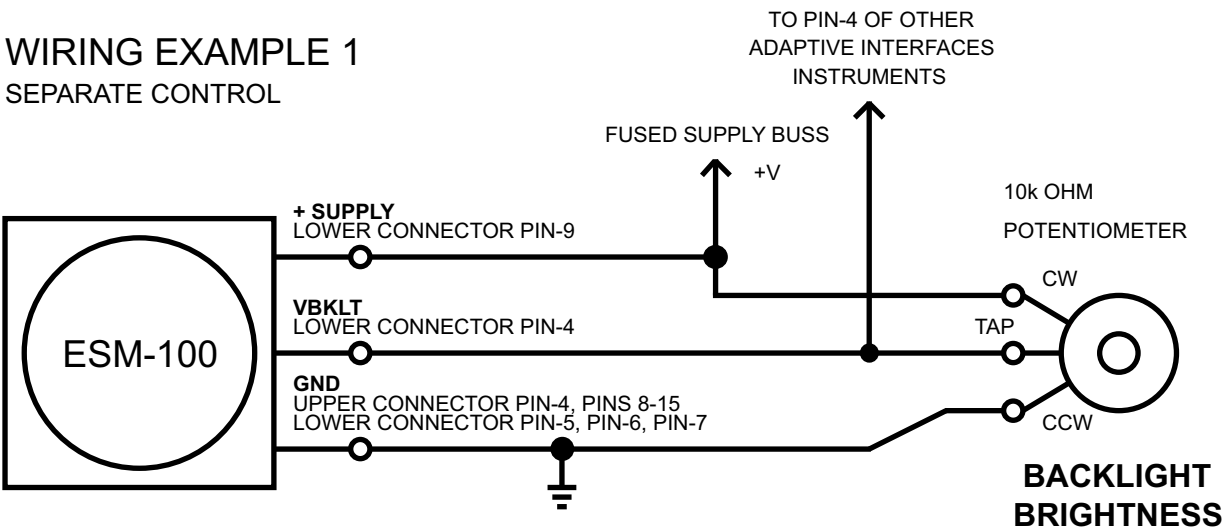 WIRING EXAMPLE 1
SEPARATE CONTROL
TO PIN-4 OF OTHER
ADAPTIVE INTERFACES
INSTRUMENTS
FUSED SUPPLY BUSS
+V
10k OHM
POTENTIOMETER
+ SUPPLY
LOWER CONNECTOR PIN-9
CW
VBKLT
LOWER CONNECTOR PIN-4
TAP
ESM-100
GND
UPPER CONNECTOR PIN-4, PINS 8-15
LOWER CONNECTOR PIN-5, PIN-6, PIN-7
CCW
BACKLIGHT
BRIGHTNESS